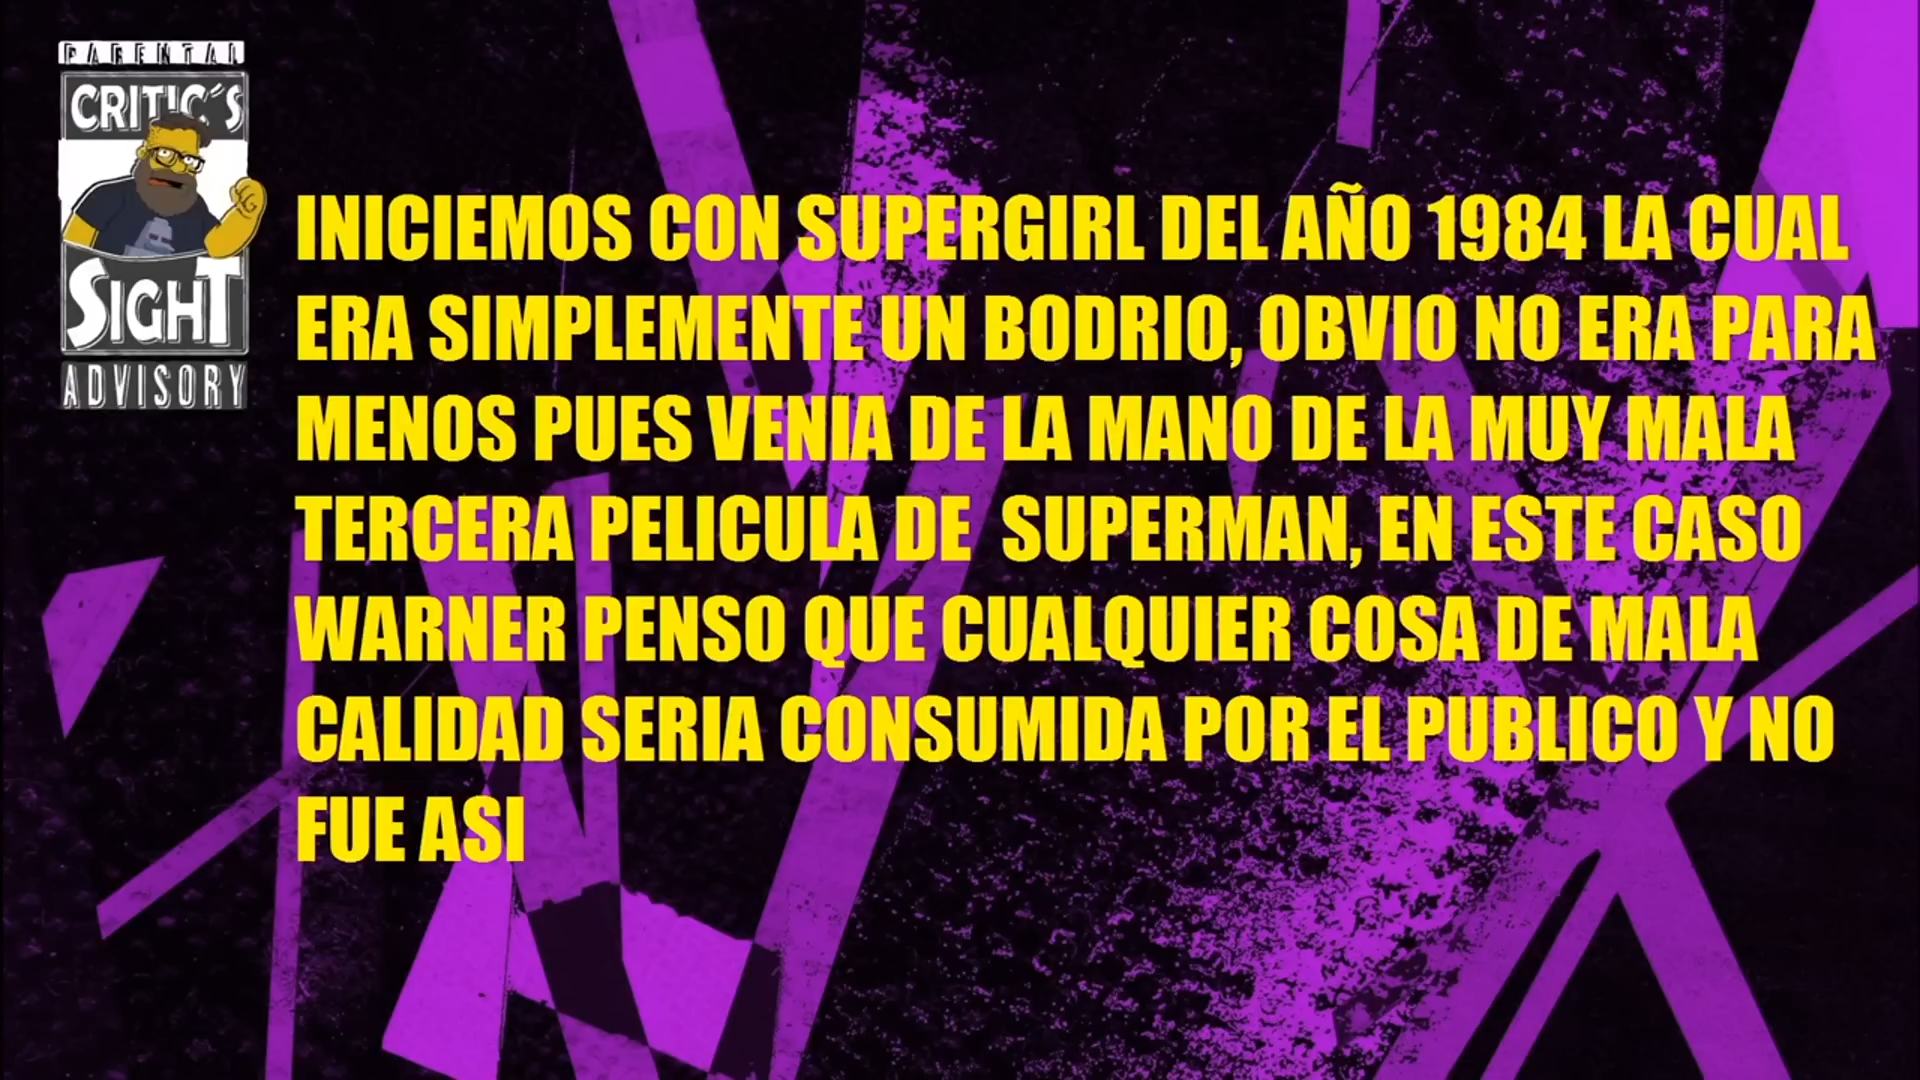 PARENTAL
CRITIC´S
SIGHT
ADVISORY
INICIEMOS CON SUPERGIRL DEL AÑO 1984 LA CUAL
ERA SIMPLEMENTE UN BODRIO, OBVIO NO ERA PARA
MENOS PUES VENIA DE LA MANO DE LA MUY MALA
TERCERA PELICULA DE  SUPERMAN, EN ESTE CASO
WARNER PENSO QUE CUALQUIER COSA DE MALA
CALIDAD SERIA CONSUMIDA POR EL PUBLICO Y NO
FUE ASI